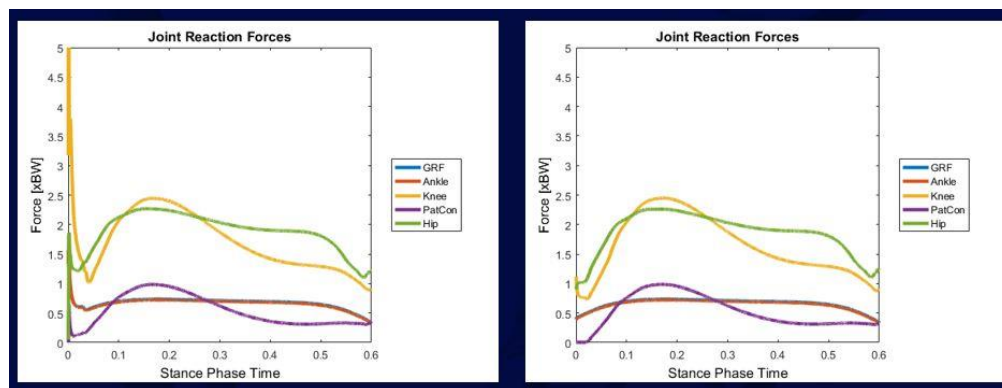 Joint Reaction Forces
5
4.5
4
3.5
3
2.5
2
1.5
1
0.5
0
Force [xBW]
0 0.1 0.2 0.3 0.4 0.5 0.6
Stance Phase Time
GRF
Ankle
Knee
PatCon
Hip
Joint Reaction Forces
5
4.5
4
3.5
3
2.5
2
1.5
1
0.5
0
Force [xBW]
0 0.1 0.2 0.3 0.4 0.5 0.6
Stance Phase Time
GRF
Ankle
Knee
PatCon
Hip